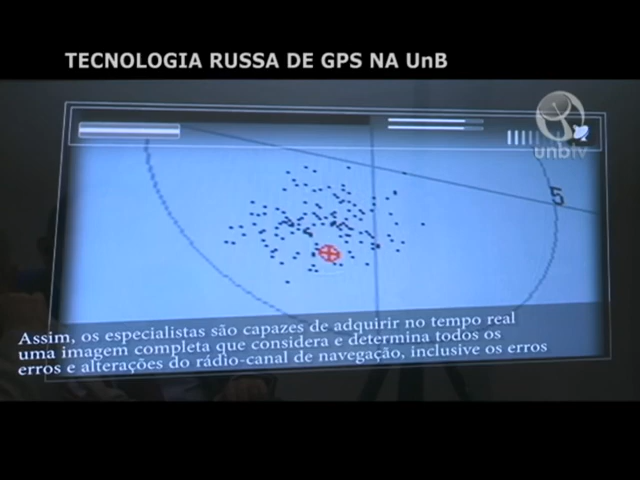 TECNOLOGIA RUSSA DE GPS NA UnB
unbtv
5
Assim, os especialistas são capazes de adquirir no tempo real
uma imagem completa que considera e determina todos os
erros e alterações do rádio-canal de navegação, inclusive os erros